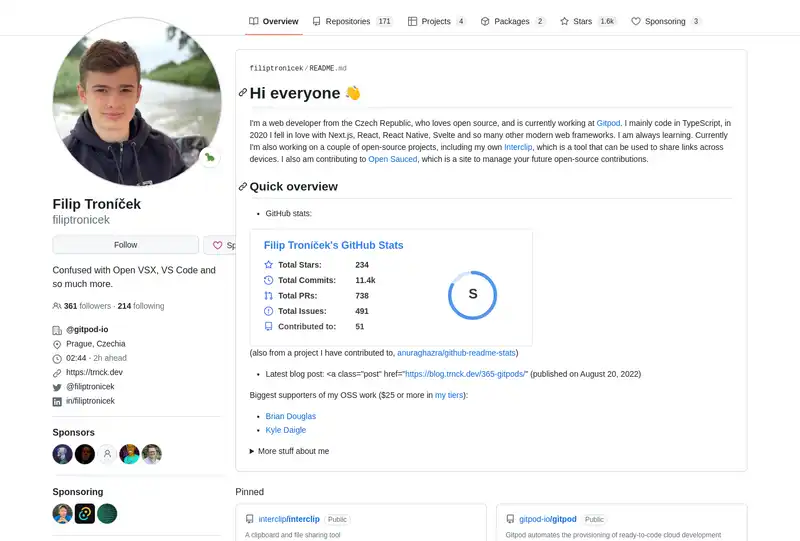 Overview
Repositories 171
Projects 4
Packages 2
Stars 1.6k
Sponsoring 3
Filip Troníček
filiptronicek
Follow
Sp
Confused with Open VSX, VS Code and
so much more.
361 followers · 214 following
@gitpod-io
Prague, Czechia
02:44 - 2h ahead
https://trnck.dev
@filiptronicek
in/filiptronicek
Sponsors
Sponsoring
filiptronicek/README.md
Hi everyone 👋
I'm a web developer from the Czech Republic, who loves open source, and is currently working at Gitpod. I mainly code in TypeScript, in
2020 I fell in love with Next.js, React, React Native, Svelte and so many other modern web frameworks. I am always learning. Currently
I'm also working on a couple of open-source projects, including my own Interclip, which is a tool that can be used to share links across
devices. I also am contributing to Open Sauced, which is a site to manage your future open-source contributions.
Quick overview
• GitHub stats:
Filip Troníček's GitHub Stats
Total Stars: 234
Total Commits: 11.4k
Total PRs: 738
Total Issues: 491
Contributed to: 51
S
(also from a project I have contributed to, anuraghazra/github-readme-stats)
• Latest blog post: <a class="post" href="https://blog.trnck.dev/365-gitpods/" (published on August 20, 2022)
Biggest supporters of my OSS work ($25 or more in my tiers):
• Brian Douglas
• Kyle Daigle
More stuff about me
Pinned
interclip/interclip Public
A clipboard and file sharing tool
gitpod-io/gitpod Public
Gitpod automates the provisioning of ready-to-code cloud development